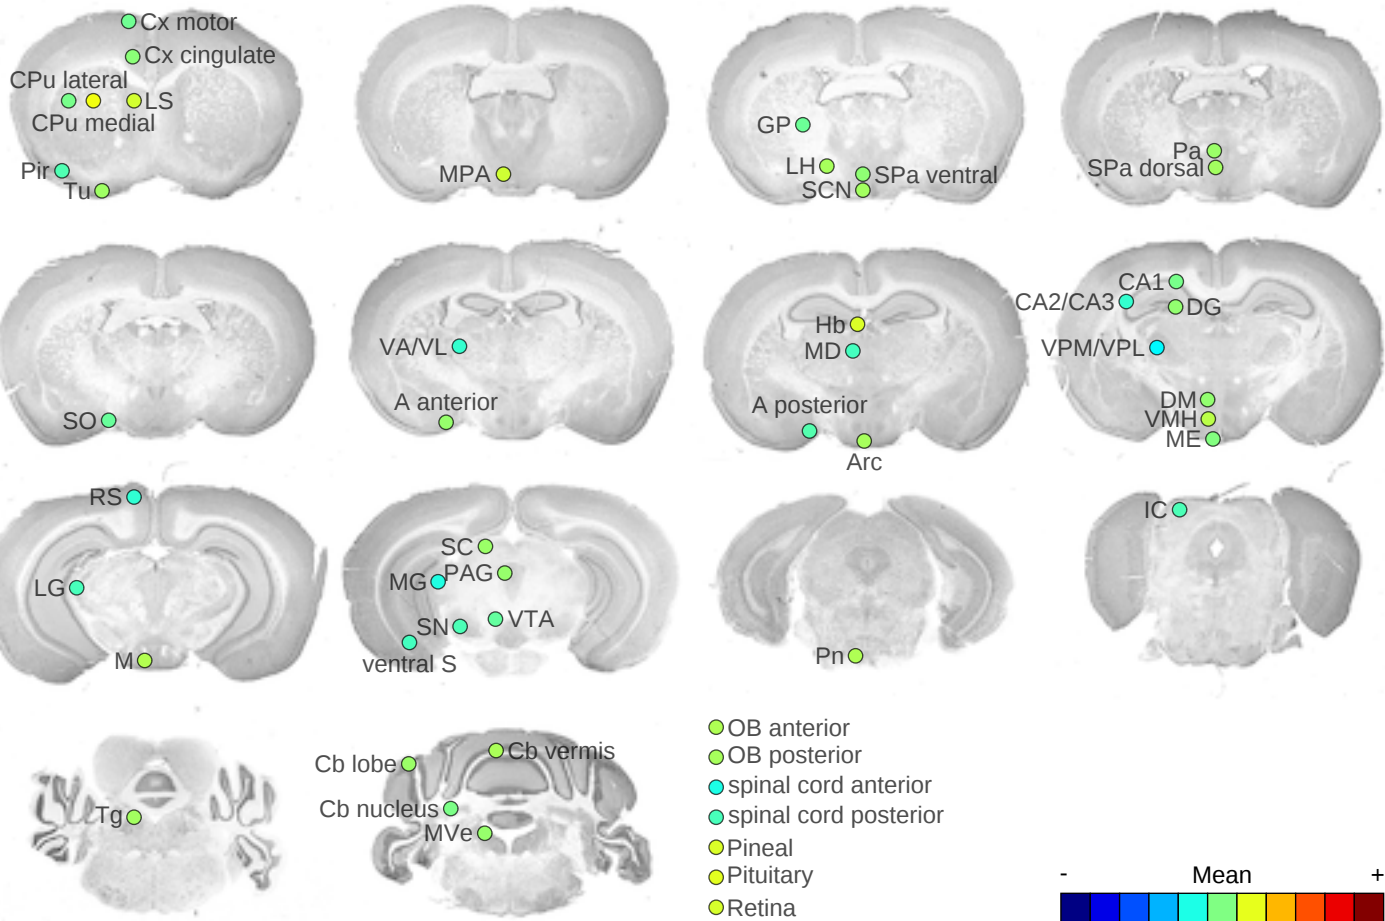 Cx motor
Cx cingulate
CPu lateral
LS
CPu medial
Pir
Tu
MPA
GP
LH
SPa ventral
SCN
Pa
SPa dorsal
SO
VA/VL
A anterior
Hb
MD
A posterior
Arc
CA1
CA2/CA3
DG
VPM/VPL
DM
VMH
ME
RS
LG
M
SC
PAG
MG
VTA
SN
ventral S
Pn
IC
Tg
Cb vermis
Cb lobe
Cb nucleus
MVe
OB anterior
OB posterior
spinal cord anterior
spinal cord posterior
Pineal
Pituitary
Retina
- Mean +